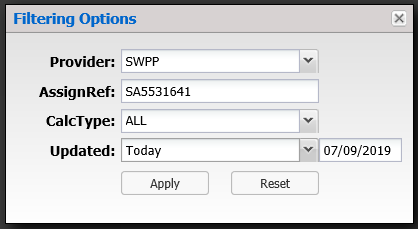 Filtering Options
Provider: SWPP
AssignRef: SA5531641
CalcType: ALL
Updated: Today 07/09/2019
Apply Reset